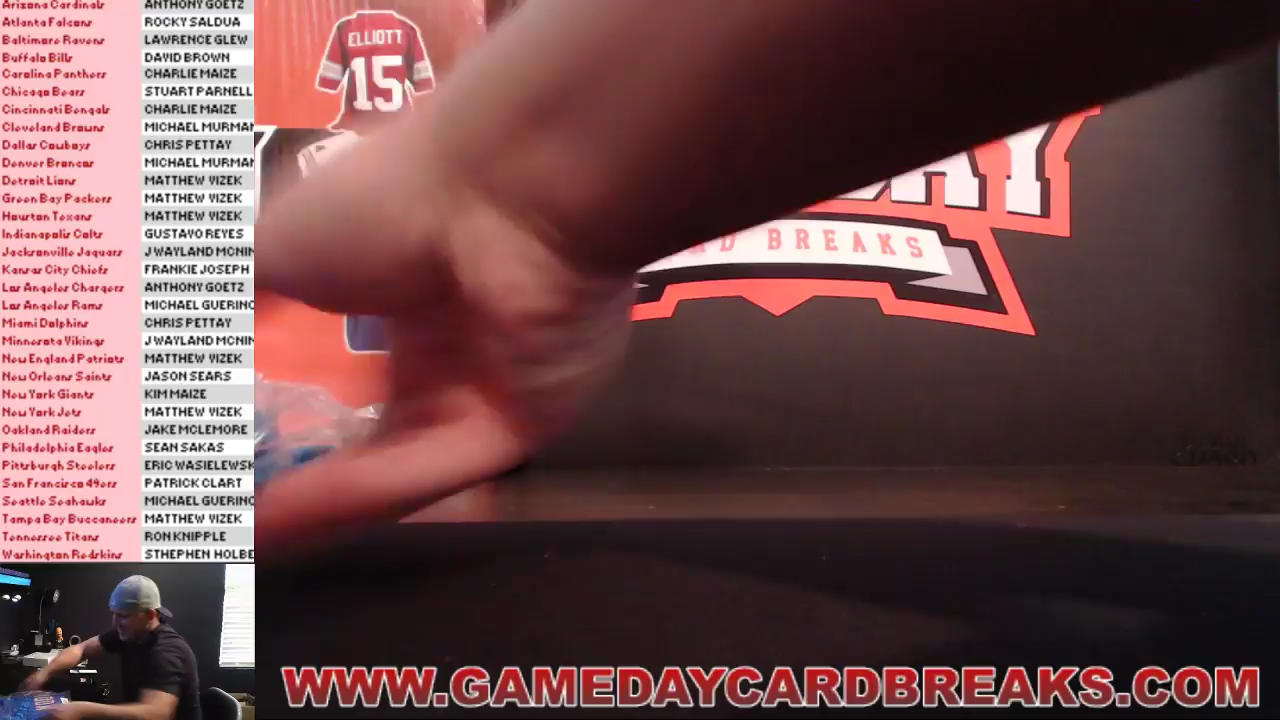 Arizona Cardinals ANTHONY GOETZ
Atlanta Falcons ROCKY SALDUA
Baltimore Ravens LAWRENCE GLEW
Buffalo Bills DAVID BROWN
Carolina Panthers CHARLIE MAIZE
Chicago Bears STUART PARNELL
Cincinnati Bengals CHARLIE MAIZE
Cleveland Browns MICHAEL MURMAN
Dallas Cowboys CHRIS PETTAY
Denver Broncos MICHAEL MURMAN
Detroit Lions MATTHEW VIZEK
Green Bay Packers MATTHEW VIZEK
Houston Texans MATTHEW VIZEK
Indianapolis Colts GUSTAVO REYES
Jacksonville Jaguars J WAYLAND MCNIN
Kansas City Chiefs FRANKIE JOSEPH
Los Angeles Chargers ANTHONY GOETZ
Los Angeles Rams MICHAEL GUERINO
Miami Dolphins CHRIS PETTAY
Minnesota Vikings J WAYLAND MCNIN
New England Patriots MATTHEW VIZEK
New Orleans Saints JASON SEARS
New York Giants KIM MAIZE
New York Jets MATTHEW VIZEK
Oakland Raiders JAKE MCLEMORE
Philadelphia Eagles SEAN SAKAS
Pittsburgh Steelers ERIC WASIELEWSK
San Francisco 49ers PATRICK CLART
Seattle Seahawks MICHAEL GUERINO
Tampa Bay Buccaneers MATTHEW VIZEK
Tennessee Titans RON KNIPPLE
Washington Redskins STHEPHEN HOLBE
ELLIOTT
15
AY
RD BREAKS
WWW.GAMEDAYCARDBREAKS.COM